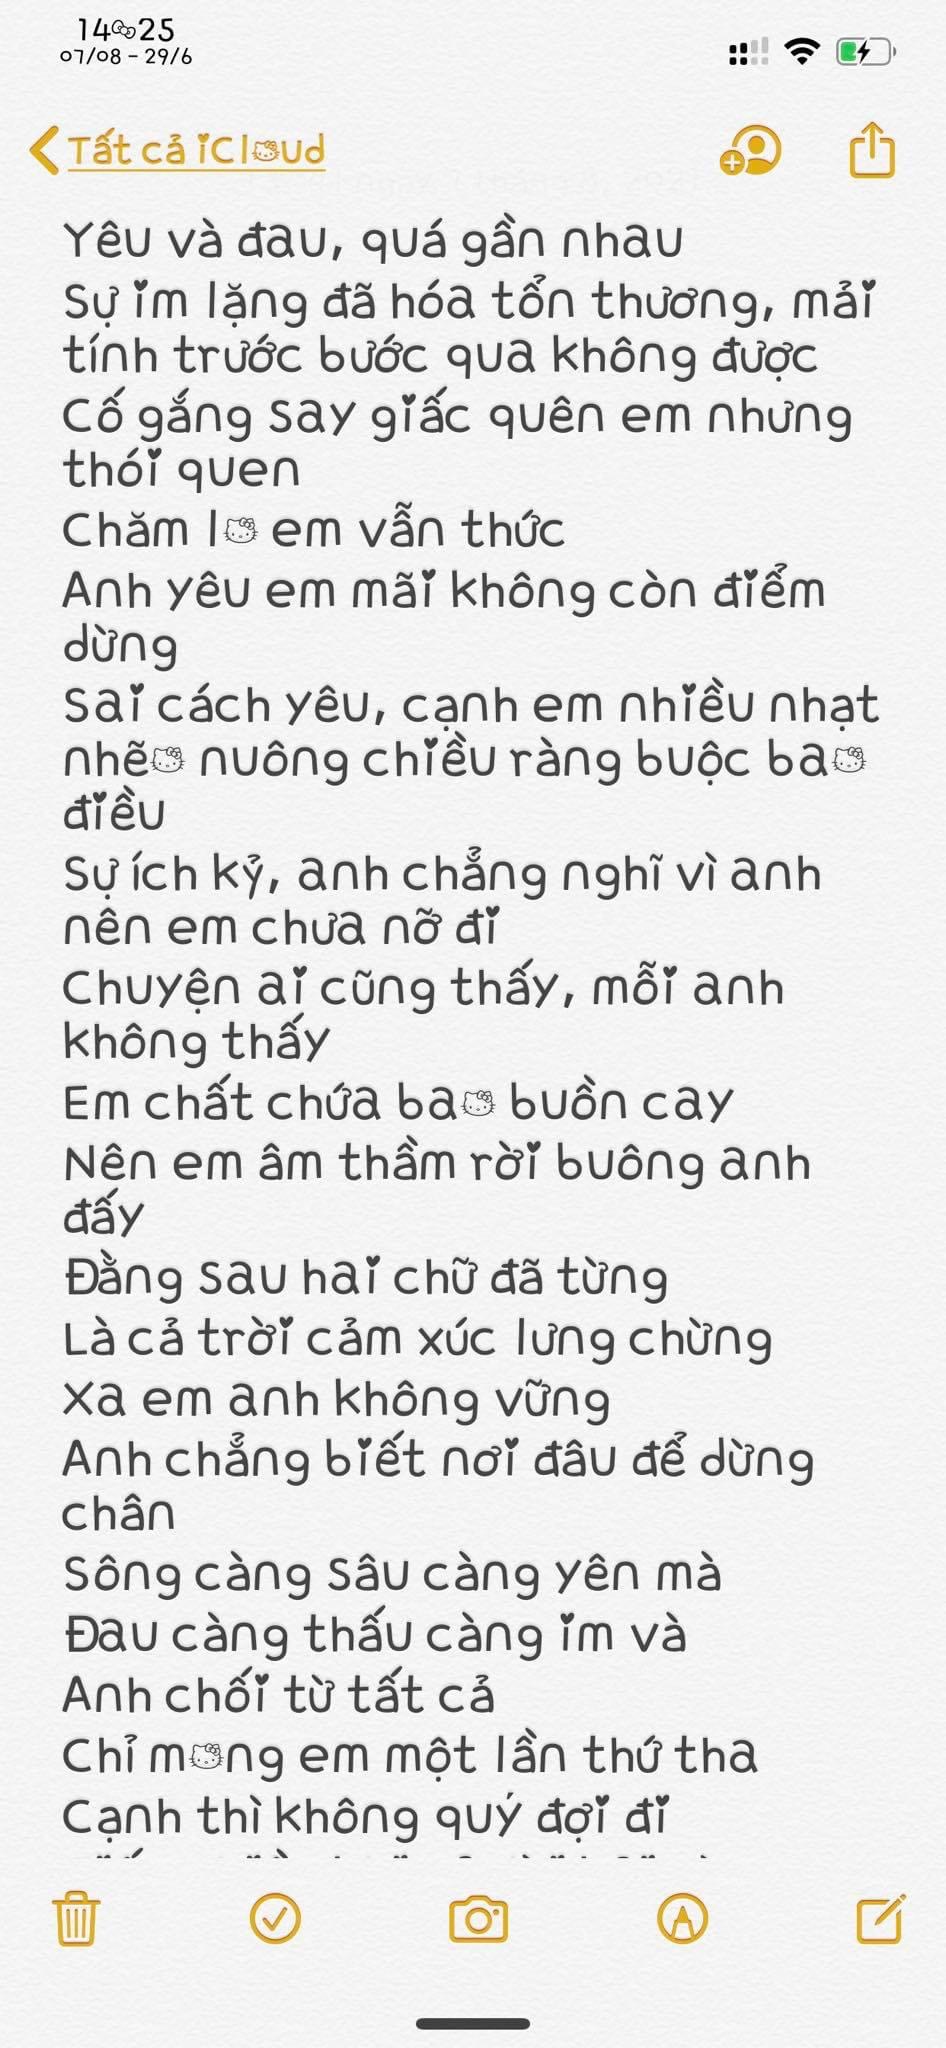 14:25
07/08 - 29/6
Tất cả iCloud
Yêu và đau, quá gần nhau
Sự im lặng đã hóa tổn thương, mải
tính trước bước qua không được
Cố gắng say giấc quên em nhưng
thói quen
Chăm lo em vẫn thức
Anh yêu em mãi không còn điểm
dừng
Sai cách yêu, cạnh em nhiều nhạt
nhẽo nuông chiều ràng buộc bao
điều
Sự ích kỷ, anh chẳng nghĩ vì anh
nên em chưa nỡ đi
Chuyện ai cũng thấy, mỗi anh
không thấy
Em chất chứa bao buồn cay
Nên em âm thầm rời buông anh
đấy
Đằng sau hai chữ đã từng
Là cả trời cảm xúc lưng chừng
Xa em anh không vững
Anh chẳng biết nơi đâu để dừng
chân
Sông càng sâu càng yên mà
Đau càng thấu càng im và
Anh chối từ tất cả
Chỉ mong em một lần thứ tha
Cạnh thì không quý đợi đi